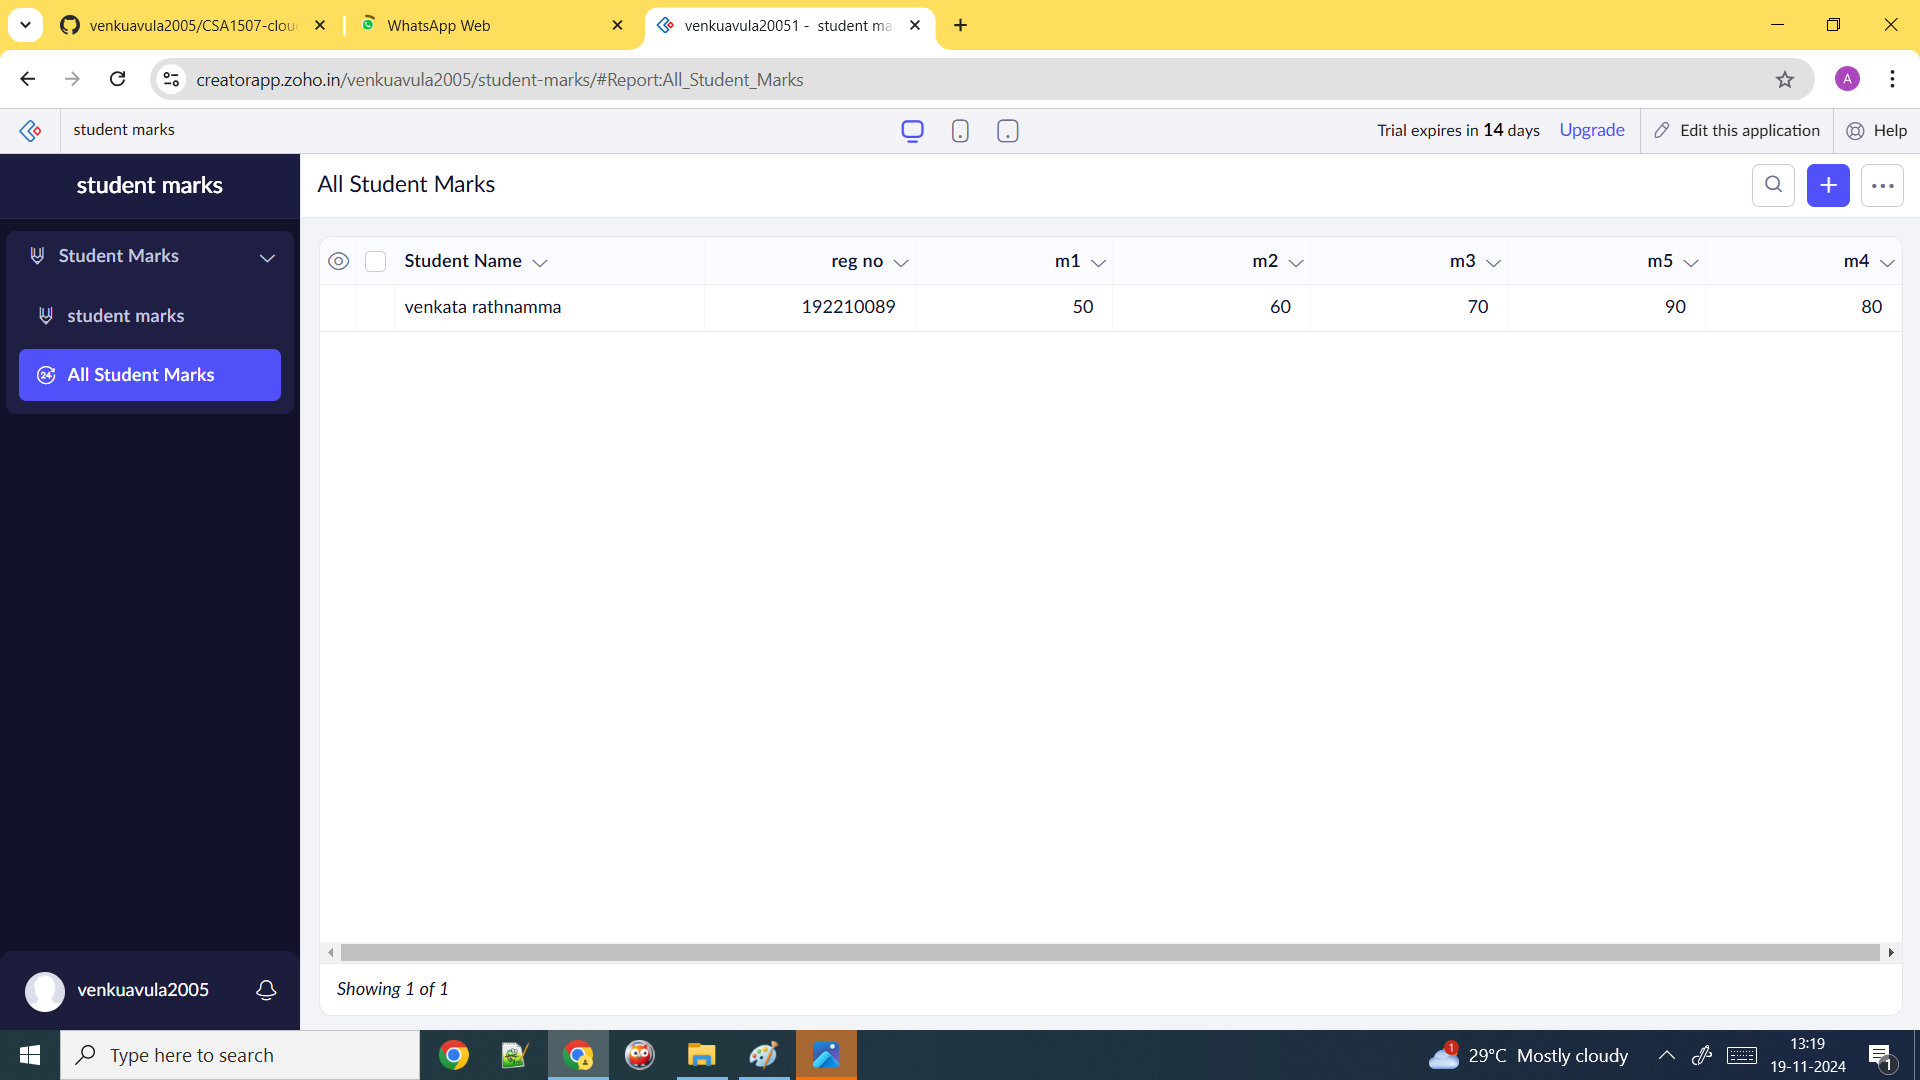 venkuavula2005/CSA1507-clou
WhatsApp Web
venkuavula20051 - student ma
creatorapp.zoho.in/venkuavula2005/student-marks/#Report:All_Student_Marks
A
student marks
Trial expires in 14 days
Upgrade
Edit this application
Help
student marks
All Student Marks
Student Marks
student marks
24
All Student Marks
Student Name reg no m1 m2 m3 m5 m4
venkata rathnamma 192210089 50 60 70 90 80
Showing 1 of 1
venkuavula2005
Type here to search
1
29°C Mostly cloudy
13:19
19-11-2024
1